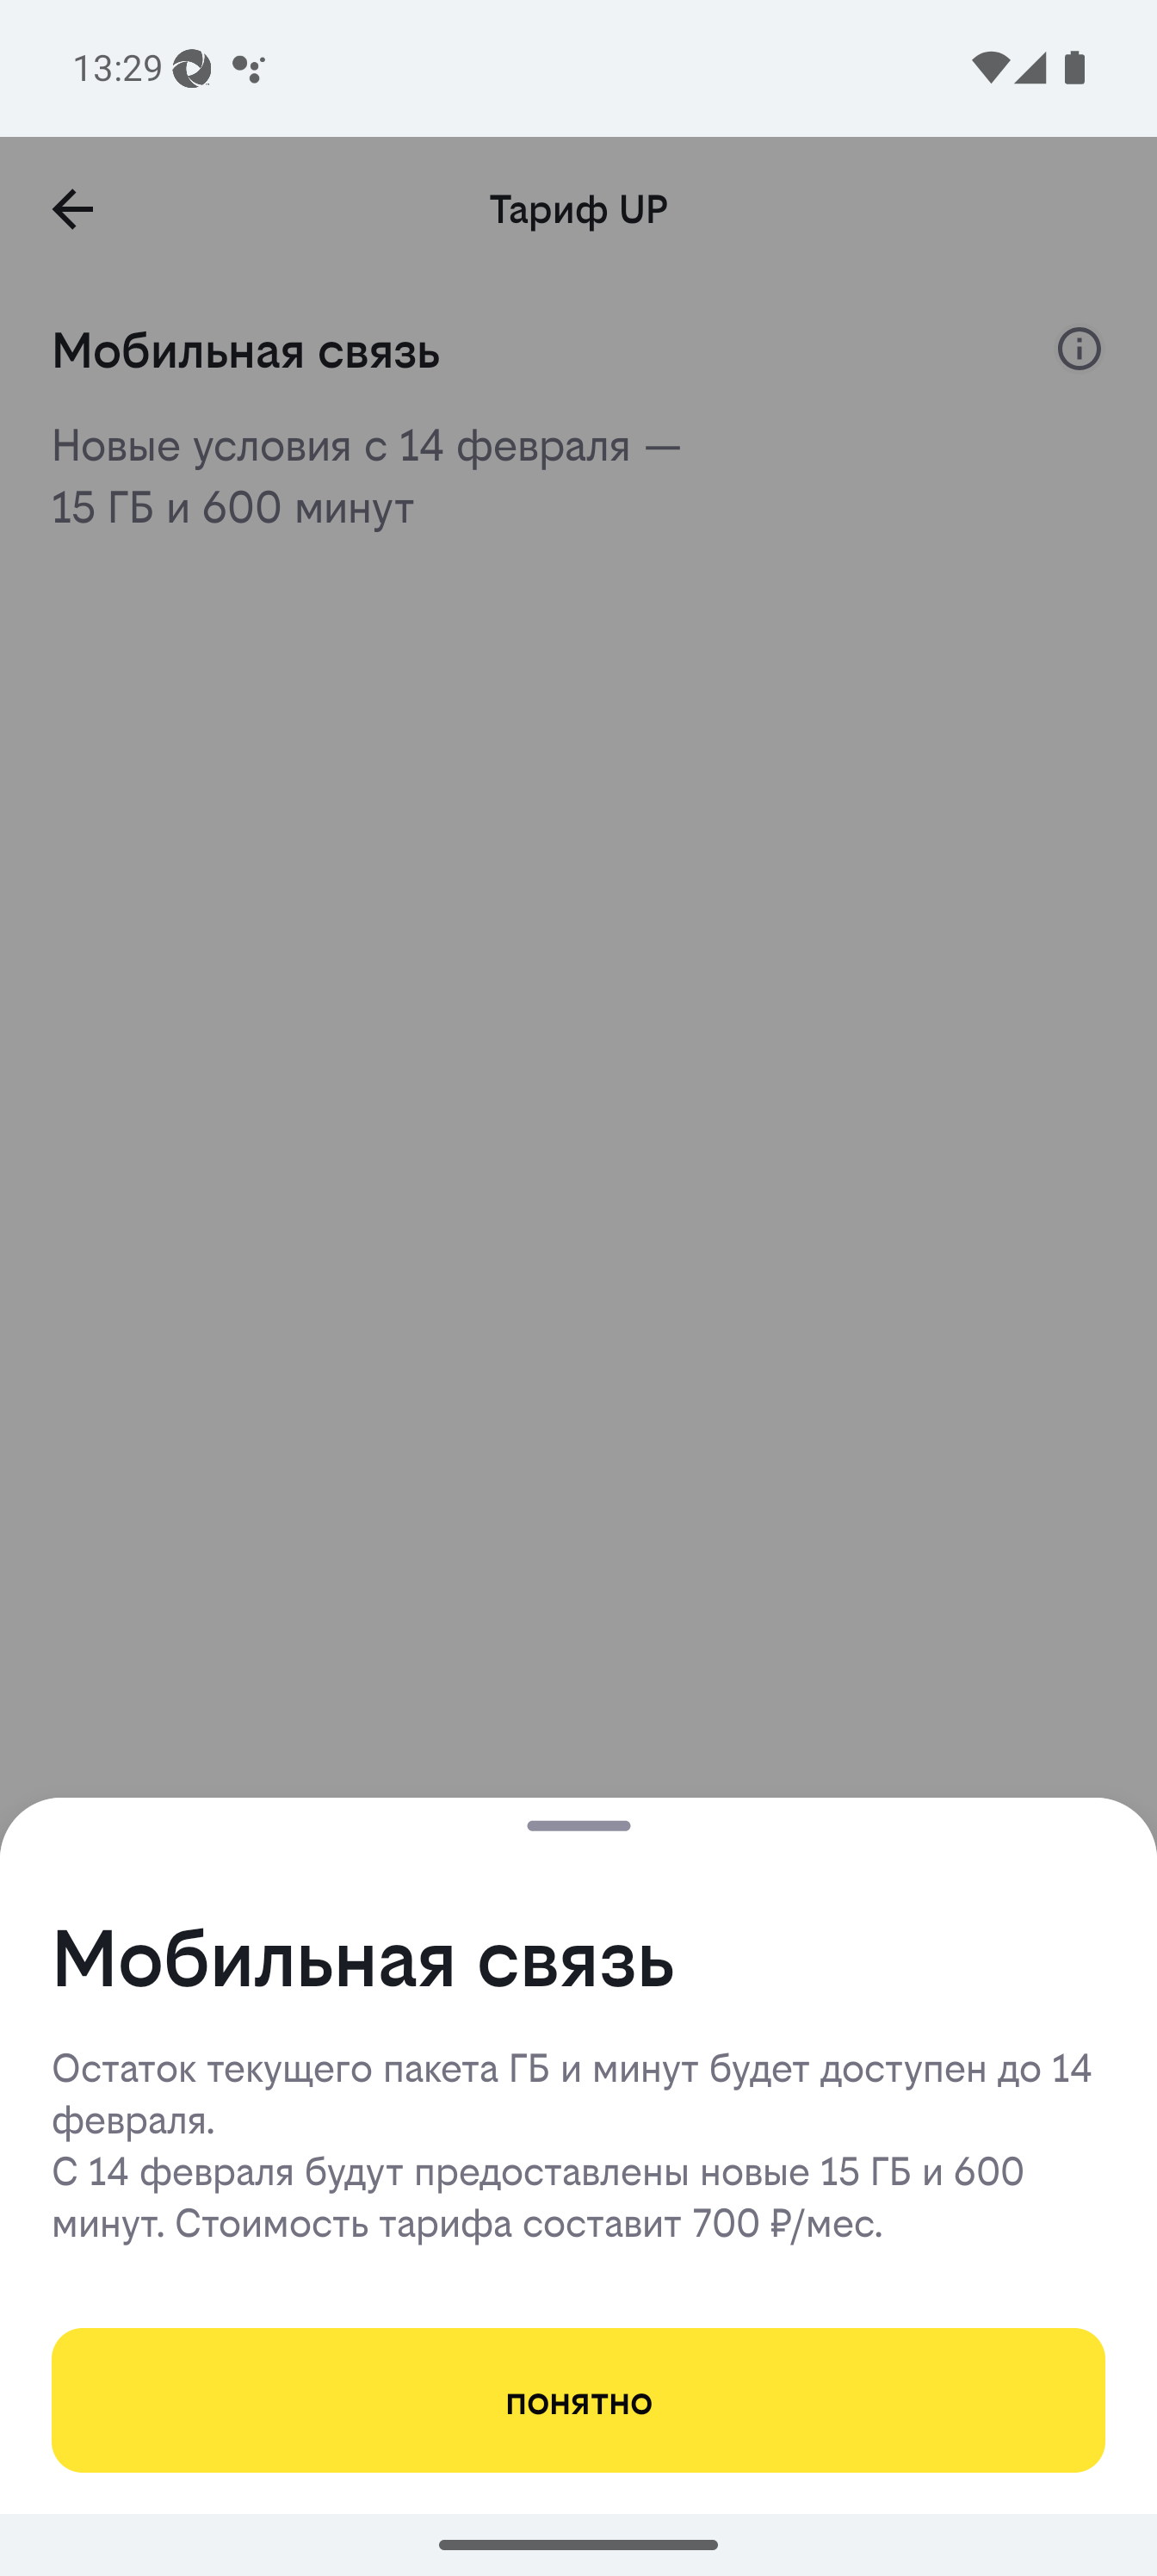 13:29
Тариф UP
Мобильная связь
Новые условия с 14 февраля —
15 ГБ и 600 минут
Мобильная связь
Остаток текущего пакета ГБ и минут будет доступен до 14
февраля.
С 14 февраля будут предоставлены новые 15 ГБ и 600
минут. Стоимость тарифа составит 700 ₽/мес.
понятно